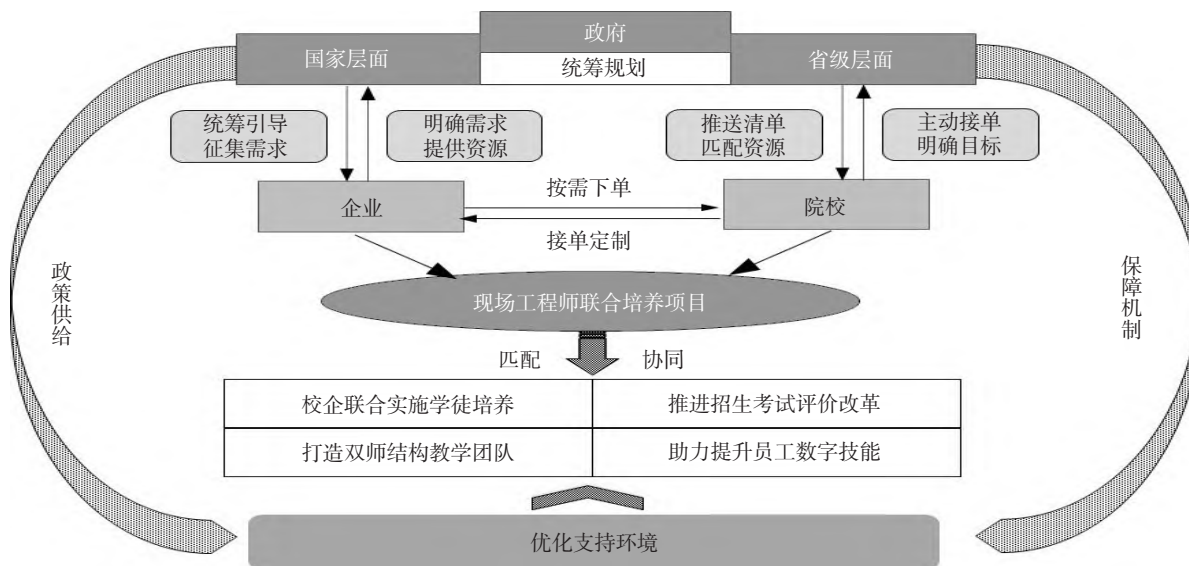 政府
国家层面
统筹规划
省级层面
统筹引导
征集需求
明确需求
提供资源
推送清单
匹配资源
主动接单
明确目标
企业
按需下单
院校
接单定制
政策供给
保障机制
现场工程师联合培养项目
匹配
协同
校企联合实施学徒培养
推进招生考试评价改革
打造双师结构教学团队
助力提升员工数字技能
优化支持环境